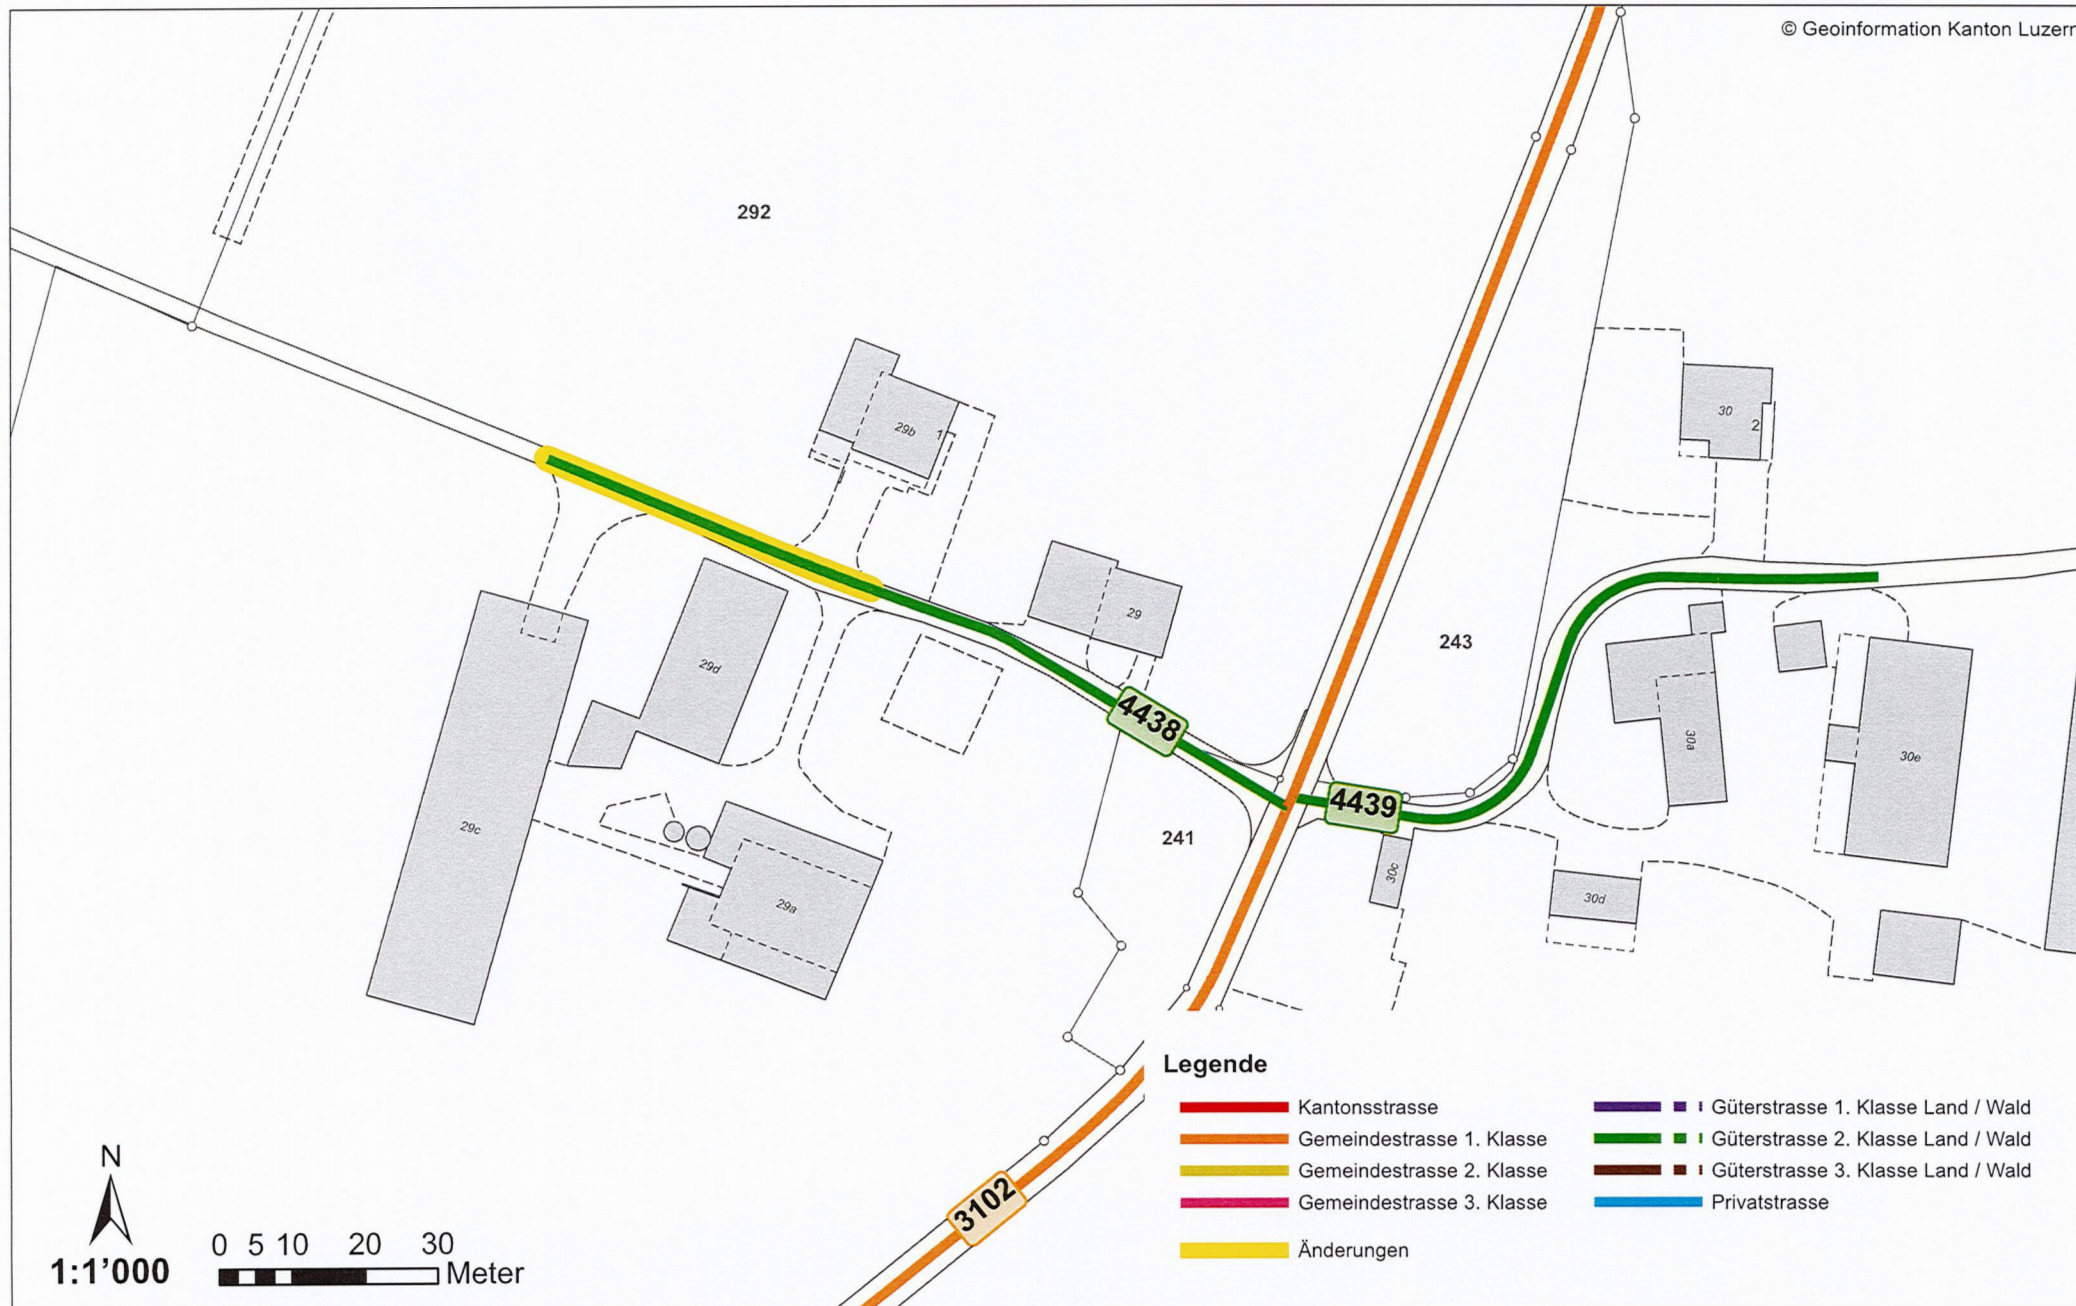 © Geoinformation Kanton Luzern
292
29b
1
30
2
29
243
29d
4438
30a
30e
4439
241
29c
30c
30d
29a
Legende
Kantonsstrasse
Gemeindestrasse 1. Klasse
Gemeindestrasse 2. Klasse
Gemeindestrasse 3. Klasse
Änderungen
Güterstrasse 1. Klasse Land / Wald
Güterstrasse 2. Klasse Land / Wald
Güterstrasse 3. Klasse Land / Wald
Privatstrasse
3102
N
1:1'000
0 5 10 20 30
Meter